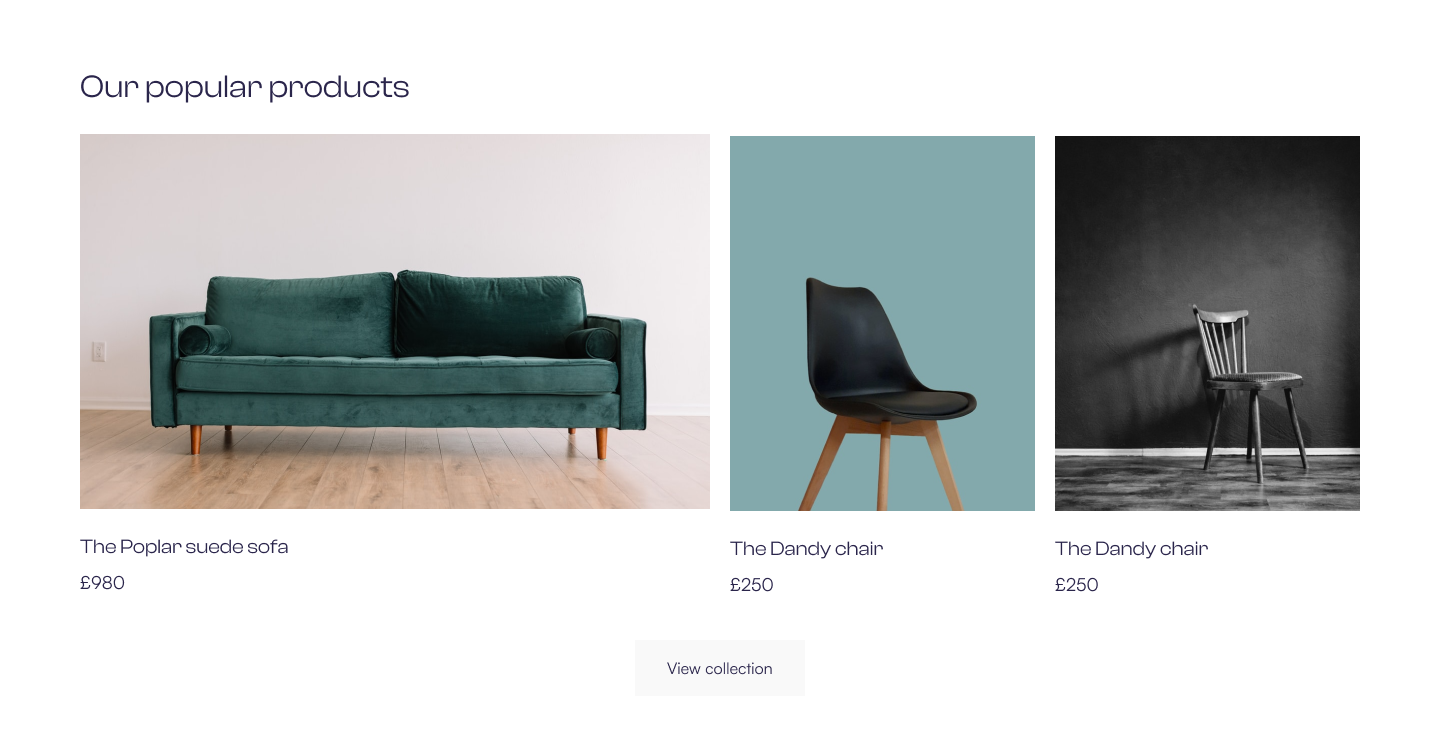 Our popular products
The Poplar suede sofa
£980
The Dandy chair
£250
The Dandy chair
£250
View collection